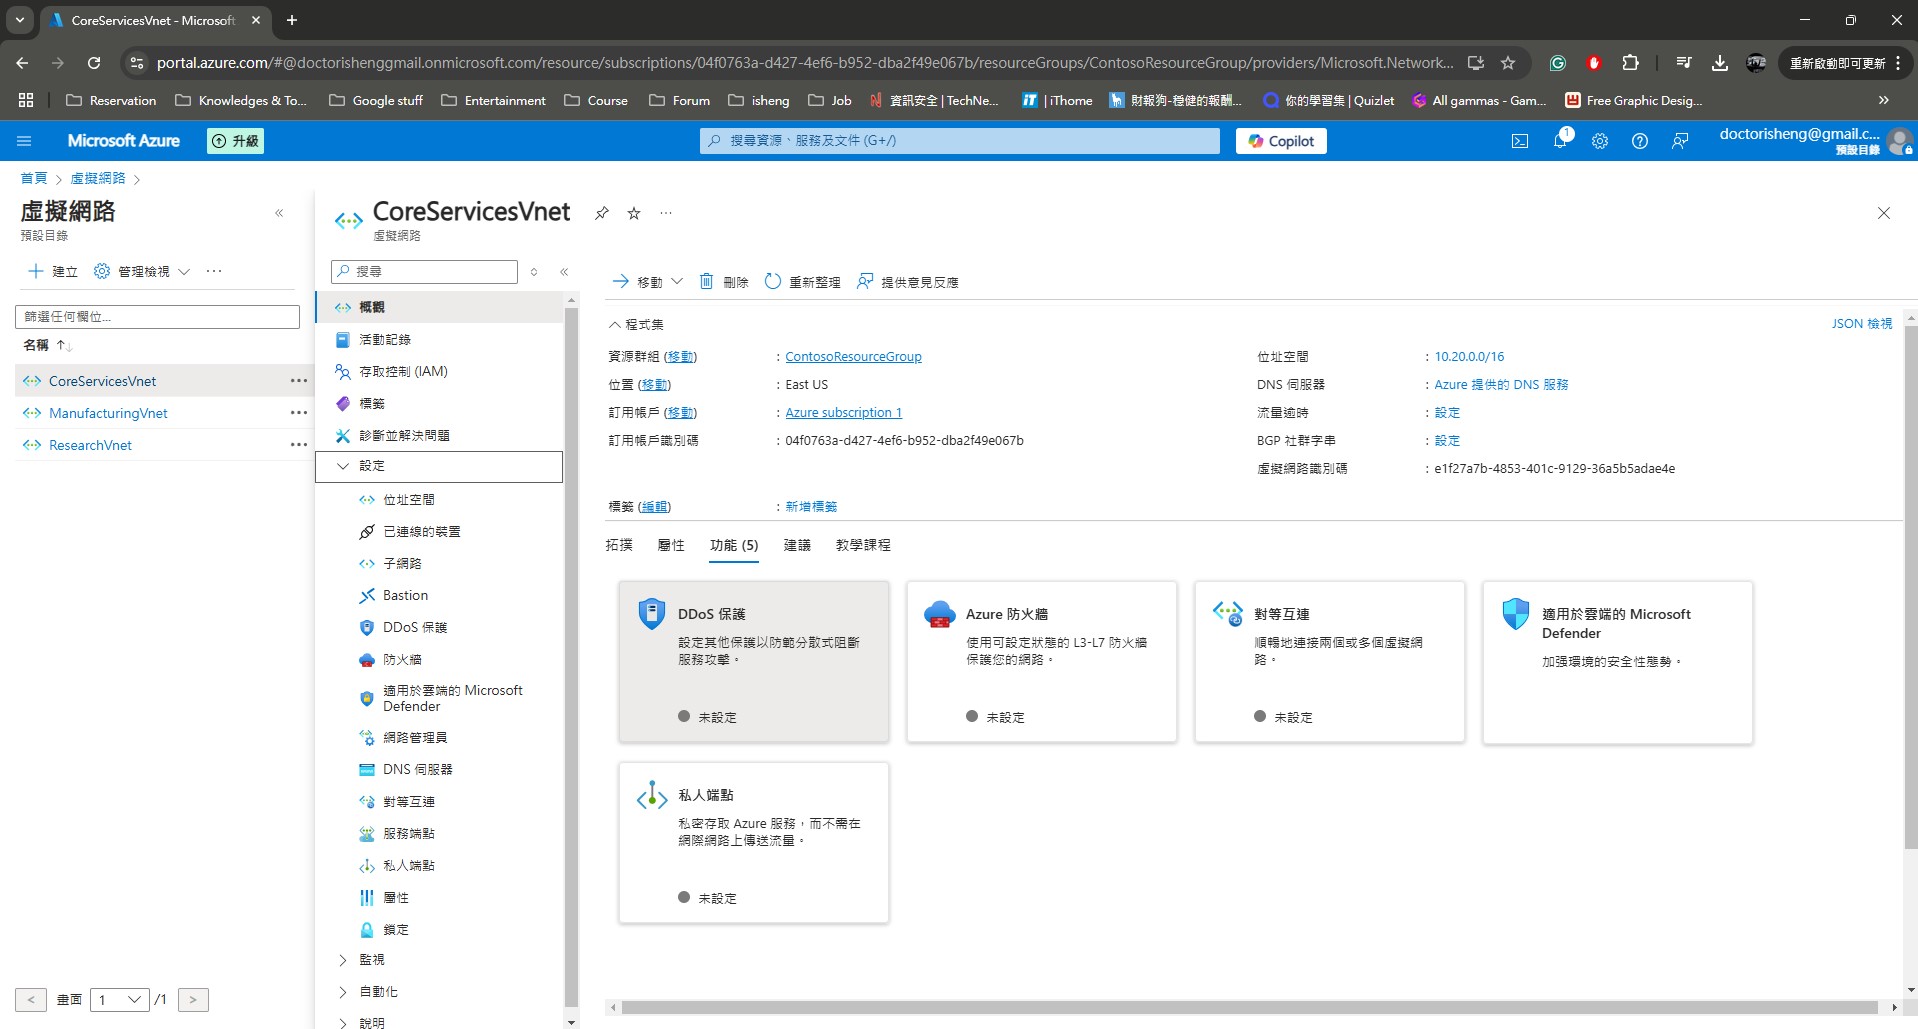 CoreServicesVnet - Microsoft
portal.azure.com/#@doctorishenggmail.onmicrosoft.com/resource/subscriptions/04f0763a-d427-4ef6-b952-dba2f49e067b/resourceGroups/ContosoResourceGroup/providers/Microsoft.Network...
重新啟動即可更新
Reservation
Knowledges & To...
Google stuff
Entertainment
Course
Forum
isheng
Job
資訊安全 | TechNe...
iT | iThome
財報狗-穩健的報酬...
你的學習集 | Quizlet
All gammas - Gam...
Free Graphic Desig...
Microsoft Azure
升級
搜尋資源、服務及文件 (G+/)
Copilot
1
doctorisheng@gmail.c...
預設目錄
首頁 > 虛擬網路 >
虛擬網路
預設目錄
建立
管理檢視
篩選任何欄位...
名稱 ↑↓
CoreServicesVnet
ManufacturingVnet
ResearchVnet
< 畫面 1 /1 >
CoreServicesVnet
虛擬網路
搜尋
概觀
活動記錄
存取控制 (IAM)
標籤
診斷並解決問題
設定
位址空間
已連線的裝置
子網路
Bastion
DDoS 保護
防火牆
適用於雲端的 Microsoft
Defender
網路管理員
DNS 伺服器
對等互連
服務端點
私人端點
屬性
鎖定
監視
自動化
說明
移動
刪除
重新整理
提供意見反應
程式集
JSON 檢視
資源群組 (移動) : ContosoResourceGroup
位置 (移動) : East US
訂用帳戶 (移動) : Azure subscription 1
訂用帳戶識別碼 : 04f0763a-d427-4ef6-b952-dba2f49e067b
位址空間 : 10.20.0.0/16
DNS 伺服器 : Azure 提供的 DNS 服務
流量逾時 : 設定
BGP 社群字串 : 設定
虛擬網路識別碼 : e1f27a7b-4853-401c-9129-36a5b5adae4e
標籤 (編輯) : 新增標籤
拓撲
屬性
功能 (5)
建議
教學課程
DDoS 保護
設定其他保護以防範分散式阻斷
服務攻擊。
未設定
Azure 防火牆
使用可設定狀態的 L3-L7 防火牆
保護您的網路。
未設定
對等互連
順暢地連接兩個或多個虛擬網
路。
未設定
適用於雲端的 Microsoft
Defender
加强環境的安全性態勢。
私人端點
私密存取 Azure 服務，而不需在
網際網路上傳送流量。
未設定